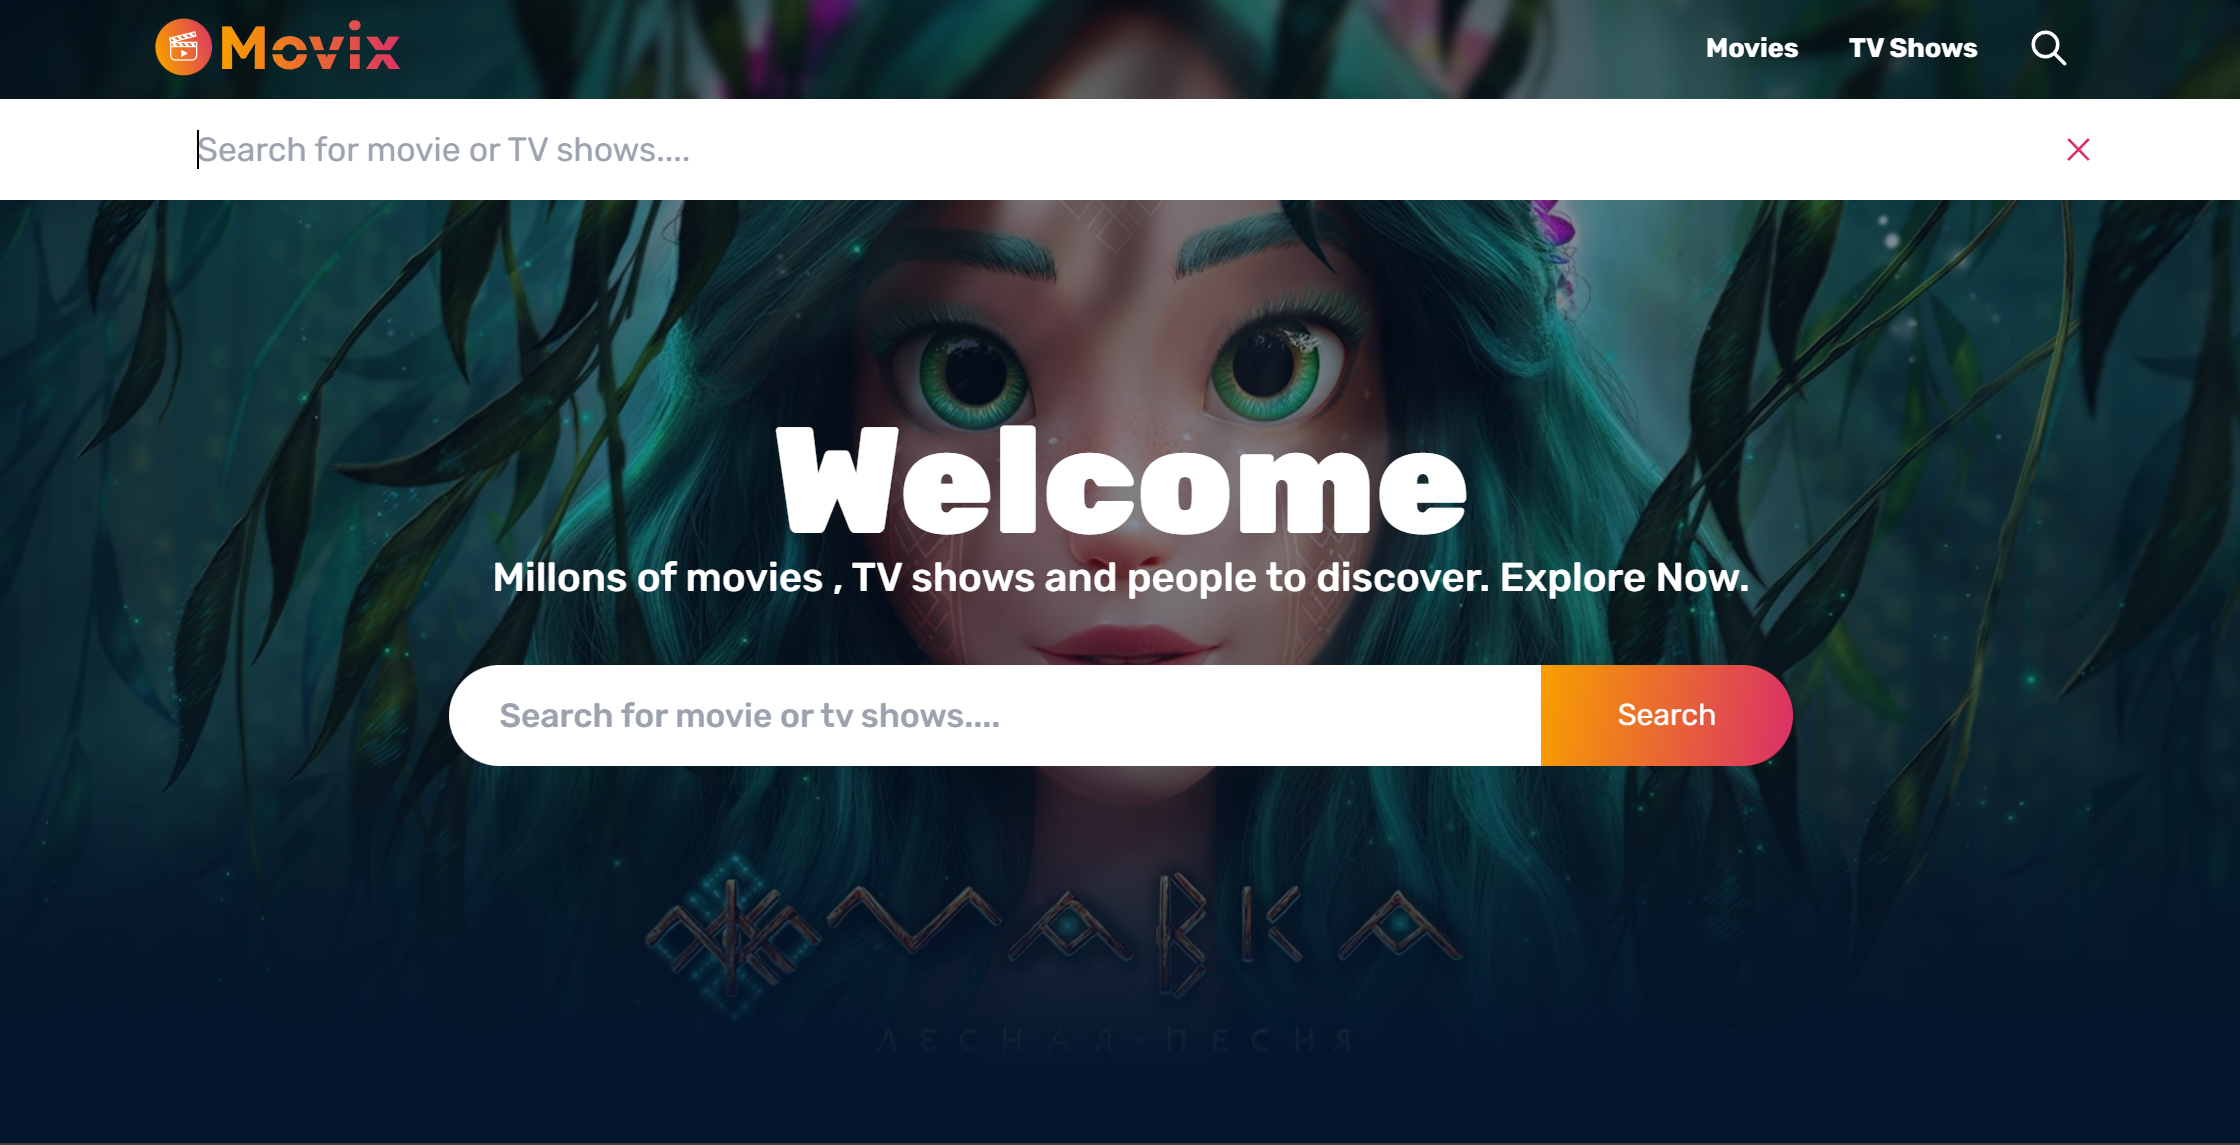 Movix
Movies
TV Shows
Search for movie or TV shows....
Welcome
Millons of movies , TV shows and people to discover. Explore Now.
Search for movie or tv shows....
Search
МАВКА
ЛЕСНАЯ · ПЕСНЯ